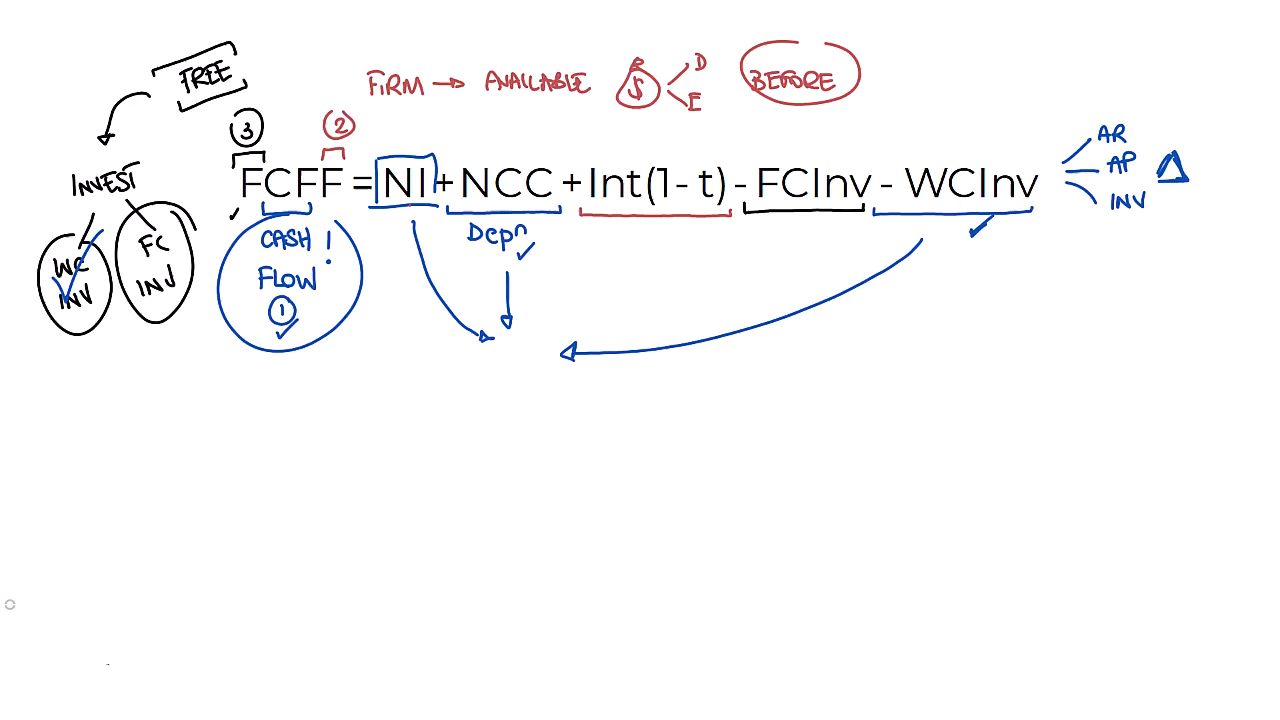 FREE
FIRM → AVAILABLE $ D E BEFORE
③ ②
INVEST
FCFF = NI + NCC + Int(1 - t) - FCInv - WCInv
AR
AP Δ
INV
WC INV
FC INV
CASH !
FLOW
①
Depn